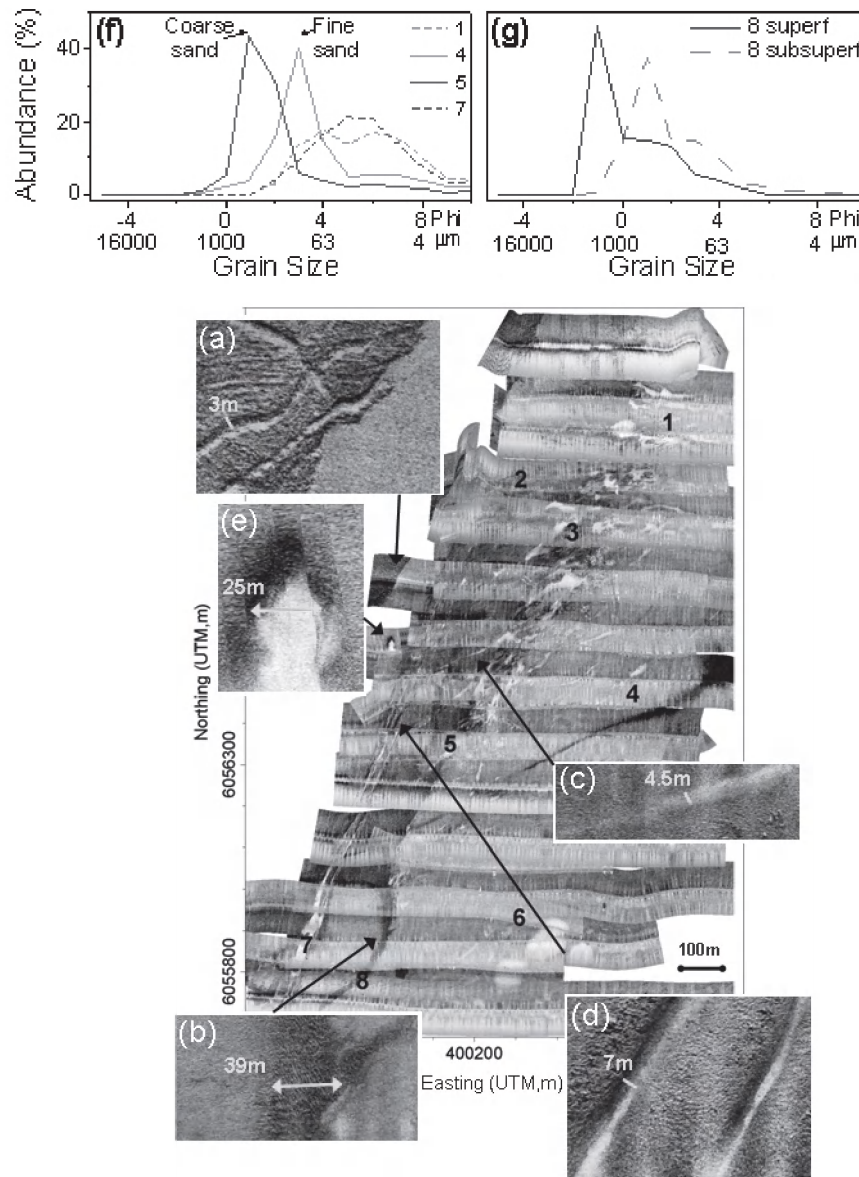 (f)
Coarse sand
Fine sand
1
4
5
7
Abundance (%)
40
20
0
-4 0 4 8 Phi
16000 1000 63 4 µm
Grain Size
(g)
8 superf
8 subsuperf
-4 0 4 8 Phi
16000 1000 63 4 µm
Grain Size
(a)
3m
1
2
3
(e)
25m
4
5
Northing (UTM,m)
6056300
(c)
4.5m
6
7
100m
6055800
8
(b)
39m
400200
Easting (UTM,m)
(d)
7m